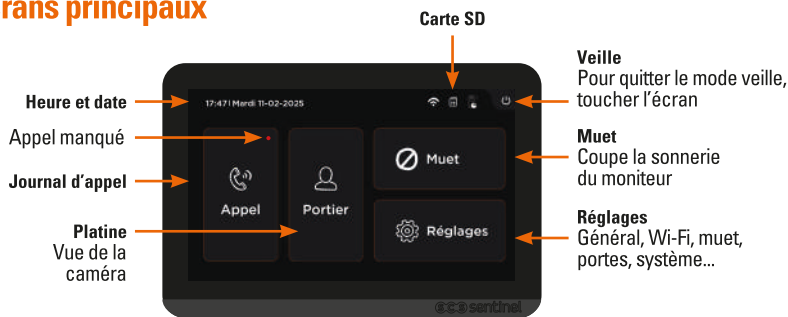 rans principaux
Carte SD
Heure et date
Appel manqué
Journal d’appel
Platine
Vue de la
caméra
17:47 | Mardi 11-02-2025
Appel
Portier
Muet
Réglages
sentinel
Veille
Pour quitter le mode veille,
toucher l’écran
Muet
Coupe la sonnerie
du moniteur
Réglages
Général, Wi-Fi, muet,
portes, système...